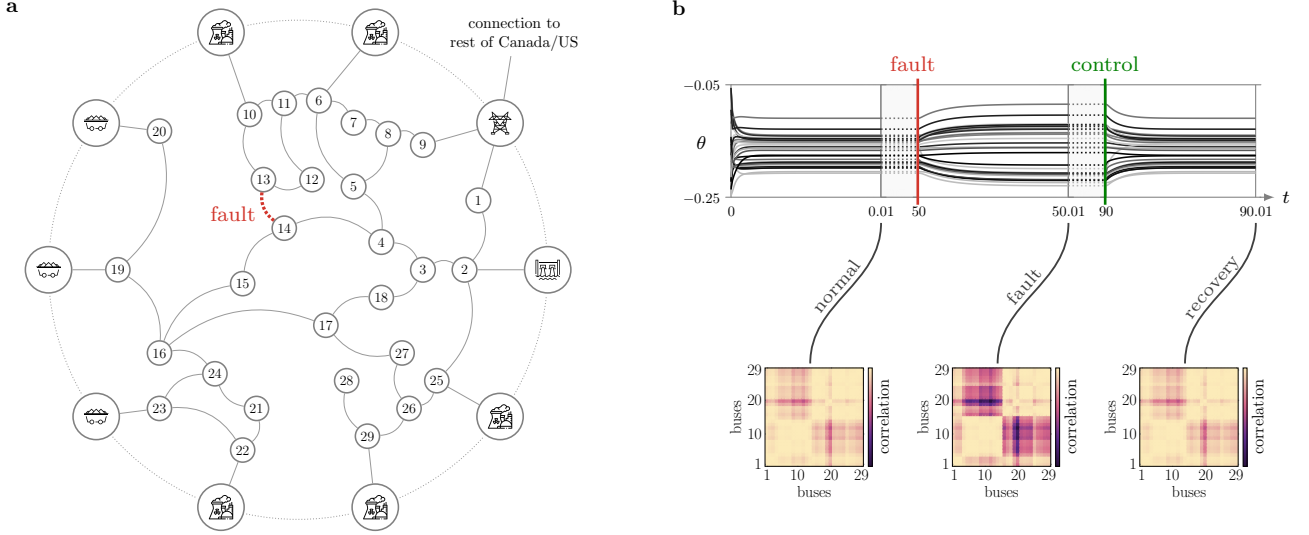 a
connection to
rest of Canada/US
10
11
6
7
8
9
20
13
12
5
1
fault
14
4
19
15
3
2
18
17
16
27
24
28
25
23
21
26
22
29
b
fault
control
−0.05
θ
−0.25
0
0.01
50
50.01
90
90.01
t
normal
fault
recovery
29
20
10
1
buses
1
10
20
29
buses
correlation
29
20
10
1
buses
1
10
20
29
buses
correlation
29
20
10
1
buses
1
10
20
29
buses
correlation